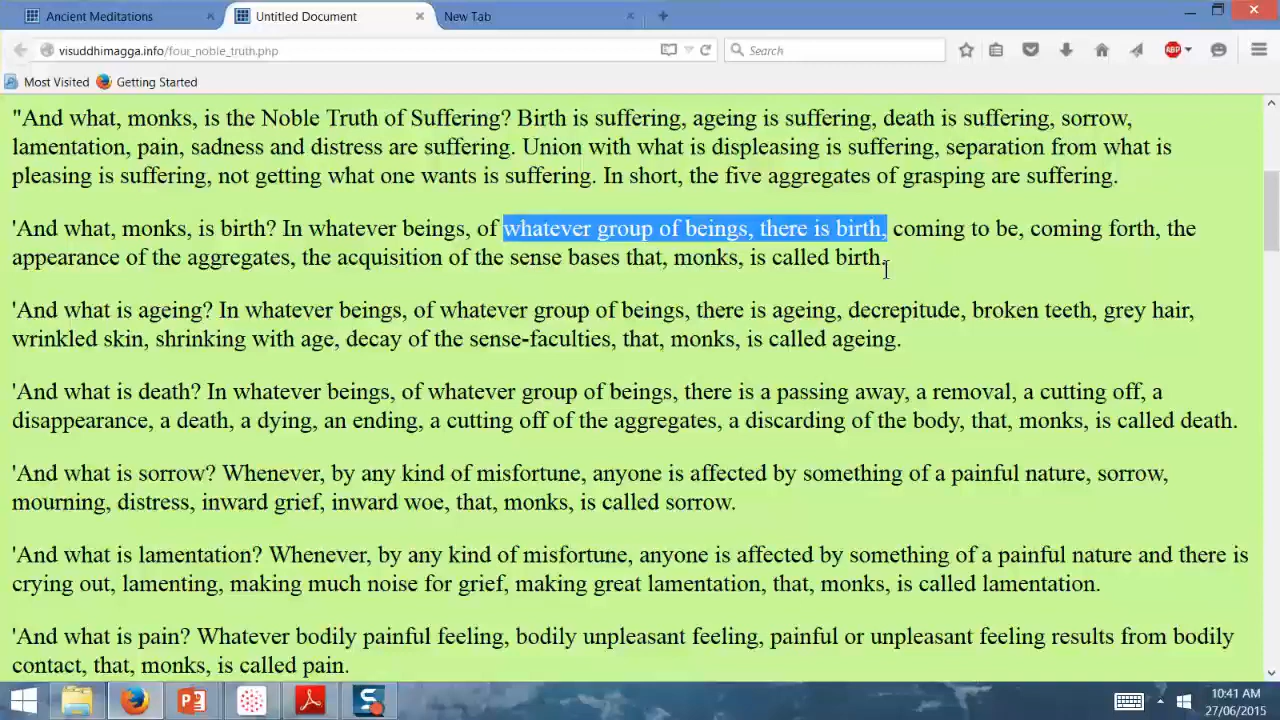 Ancient Meditations × Untitled Document × New Tab × +
visuddhimagga.info/four_noble_truth.php Search ABP
Most Visited Getting Started
"And what, monks, is the Noble Truth of Suffering? Birth is suffering, ageing is suffering, death is suffering, sorrow,
lamentation, pain, sadness and distress are suffering. Union with what is displeasing is suffering, separation from what is
pleasing is suffering, not getting what one wants is suffering. In short, the five aggregates of grasping are suffering.
'And what, monks, is birth? In whatever beings, of whatever group of beings, there is birth, coming to be, coming forth, the
appearance of the aggregates, the acquisition of the sense bases that, monks, is called birth.
'And what is ageing? In whatever beings, of whatever group of beings, there is ageing, decrepitude, broken teeth, grey hair,
wrinkled skin, shrinking with age, decay of the sense-faculties, that, monks, is called ageing.
'And what is death? In whatever beings, of whatever group of beings, there is a passing away, a removal, a cutting off, a
disappearance, a death, a dying, an ending, a cutting off of the aggregates, a discarding of the body, that, monks, is called death.
'And what is sorrow? Whenever, by any kind of misfortune, anyone is affected by something of a painful nature, sorrow,
mourning, distress, inward grief, inward woe, that, monks, is called sorrow.
'And what is lamentation? Whenever, by any kind of misfortune, anyone is affected by something of a painful nature and there is
crying out, lamenting, making much noise for grief, making great lamentation, that, monks, is called lamentation.
'And what is pain? Whatever bodily painful feeling, bodily unpleasant feeling, painful or unpleasant feeling results from bodily
contact, that, monks, is called pain.
10:41 AM
27/06/2015